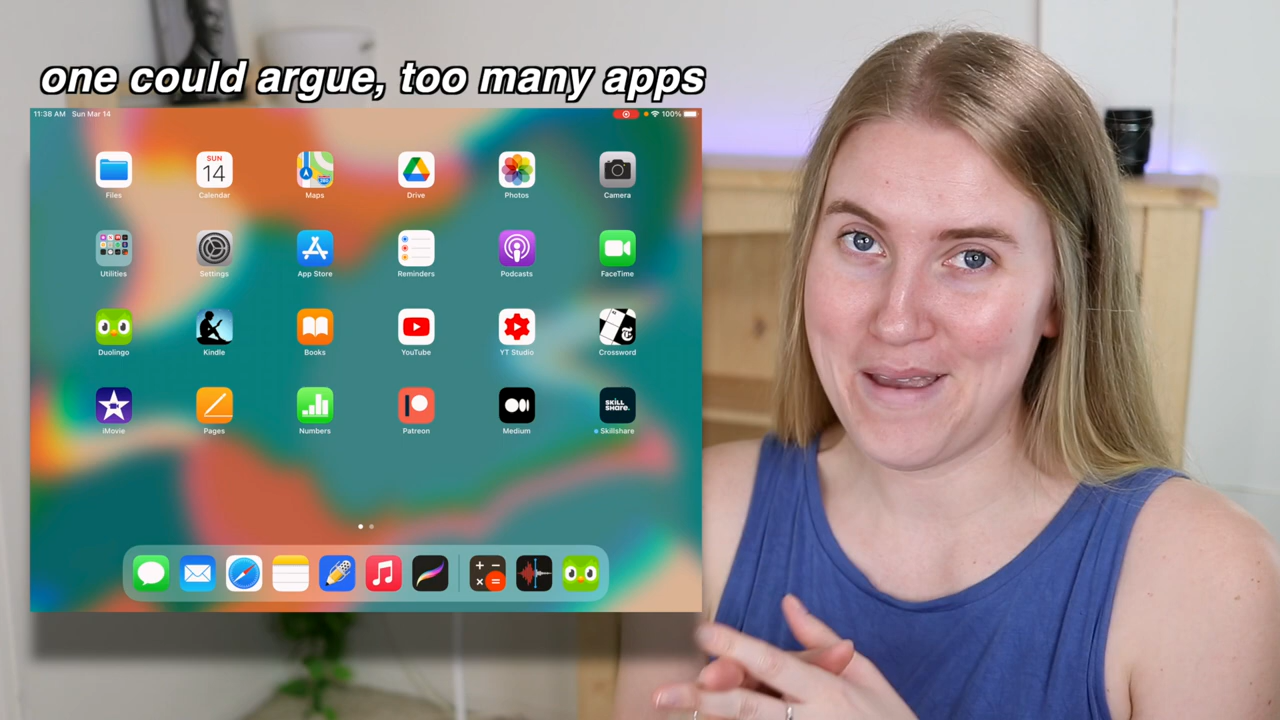 one could argue, too many apps
11:38 AM Sun Mar 14 100%
SUN
14
Files Calendar Maps Drive Photos Camera
Utilities Settings App Store Reminders Podcasts FaceTime
Duolingo Kindle Books YouTube YT Studio Crossword
SKILL
SHARE.
iMovie Pages Numbers Patreon Medium Skillshare